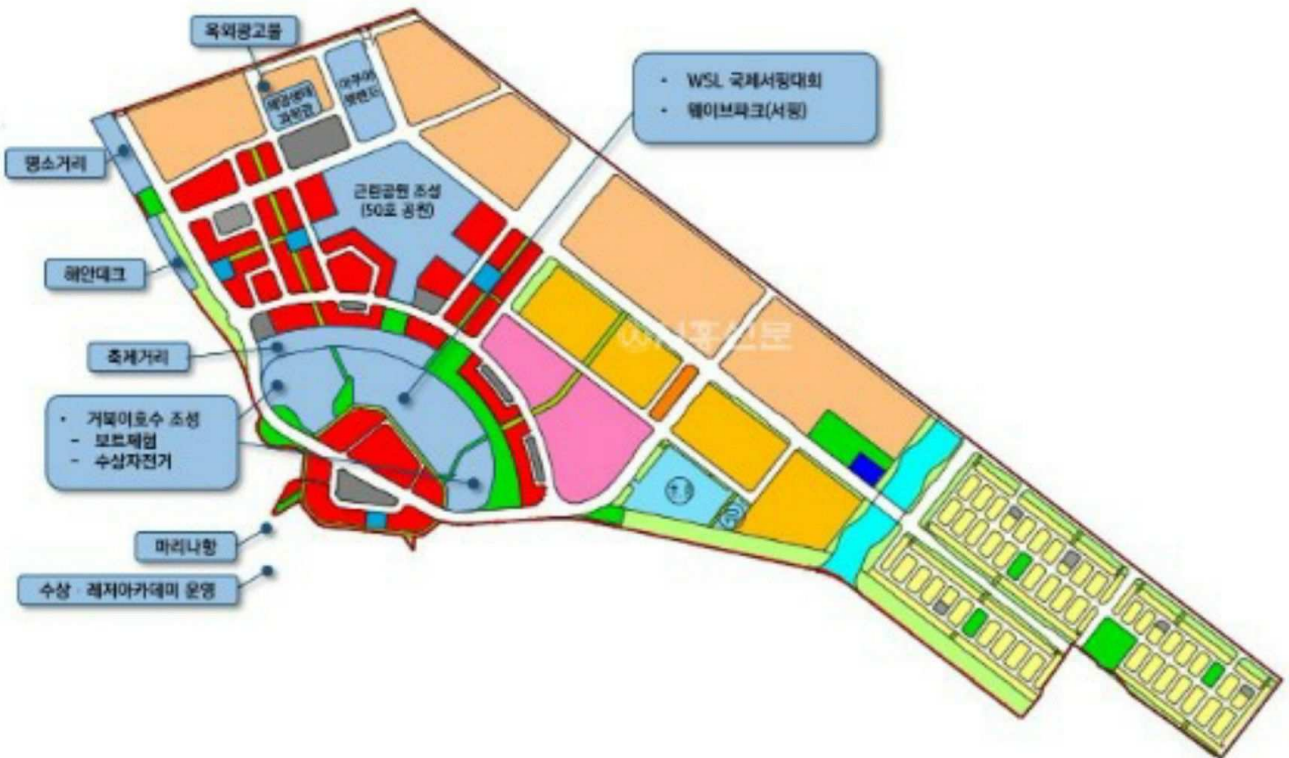 옥외광고물
해양생태
과학관
아쿠아
펫랜드
WSL 국제서핑대회
웨이브파크(서핑)
명소거리
근린공원 조성
(50호 공원)
해안데크
축제거리
거북이호수 조성
- 보트체험
- 수상자전거
마리나항
수상 레저아카데미 운영